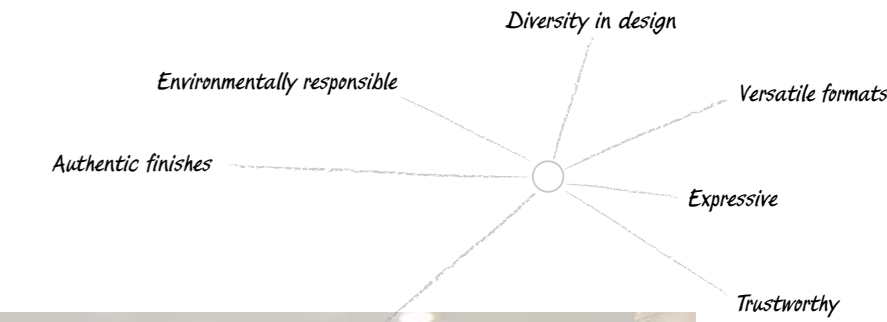 Diversity in design
Environmentally responsible
Versatile formats
Authentic finishes
Expressive
Trustworthy